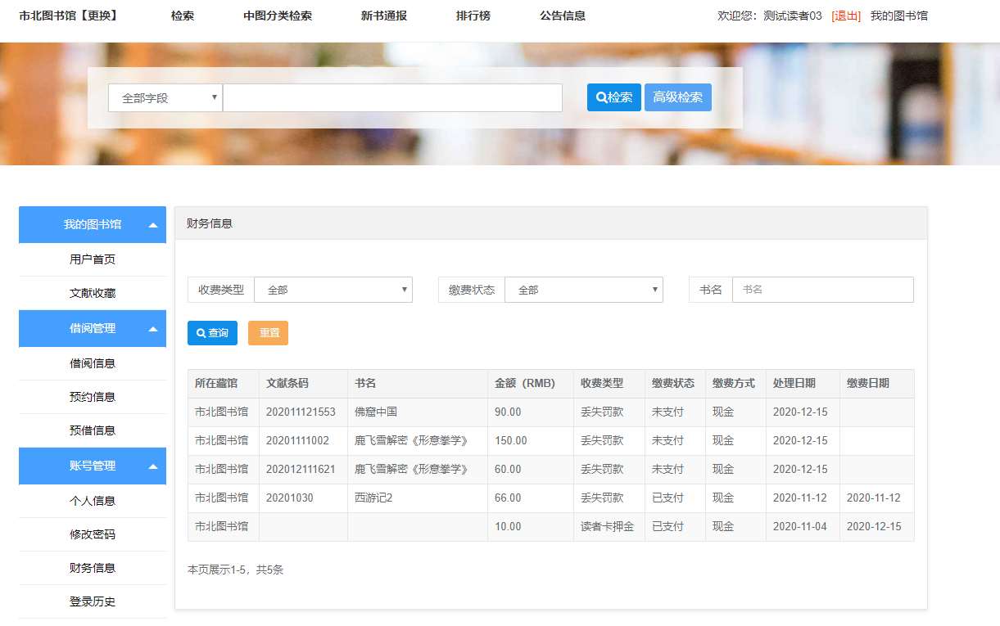 市北图书馆【更换】 检索 中图分类检索 新书通报 排行榜 公告信息 欢迎您：测试读者03 [退出] 我的图书馆
全部字段 检索 高级检索
我的图书馆
用户首页
文献收藏
借阅管理
借阅信息
预约信息
预借信息
账号管理
个人信息
修改密码
财务信息
登录历史
财务信息
收费类型 全部 缴费状态 全部 书名 书名
查询 重置
所在藏馆 文献条码 书名 金额（RMB） 收费类型 缴费状态 缴费方式 处理日期 缴费日期
市北图书馆 202011121553 佛窟中国 90.00 丢失罚款 未支付 现金 2020-12-15
市北图书馆 20201111002 鹿飞雪解密《形意拳学》 150.00 丢失罚款 未支付 现金 2020-12-15
市北图书馆 202012111621 鹿飞雪解密《形意拳学》 60.00 丢失罚款 未支付 现金 2020-12-15
市北图书馆 20201030 西游记2 66.00 丢失罚款 已支付 现金 2020-11-12 2020-11-12
市北图书馆 10.00 读者卡押金 已支付 现金 2020-11-04 2020-12-15
本页展示1-5，共5条